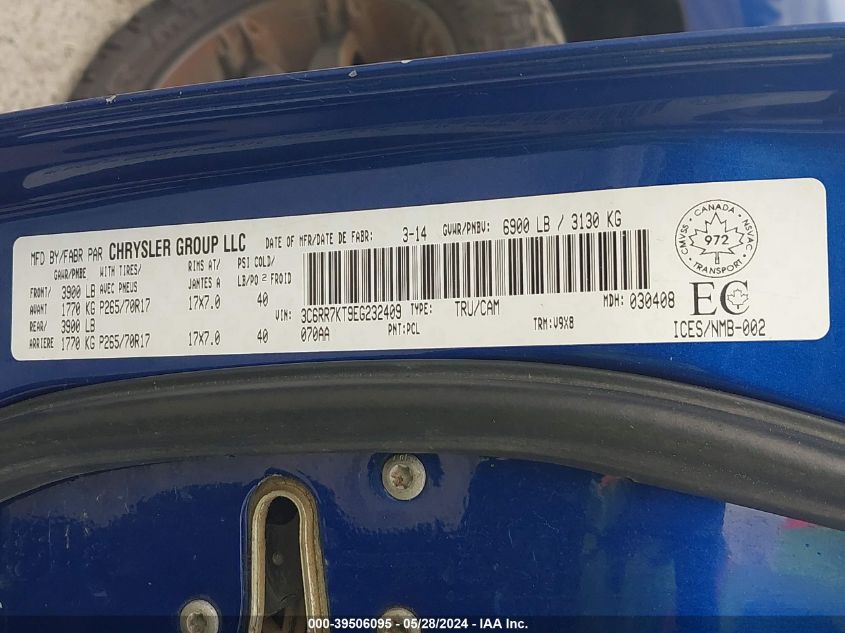 MFD BY/FABR PAR CHRYSLER GROUP LLC DATE OF MFR/DATE DE FABR: 3-14 GVWR/PNBV: 6900 LB / 3130 KG
GAWR/PNBE WITH TIRES/ RIMS AT/ PSI COLD/
FRONT/ 3900 LB AVEC PNEUS JANTES A LB/PO 2 FROID
AVANT 1770 KG P265/70R17 17X7.0 40
REAR/ 3900 LB
ARRIERE 1770 KG P265/70R17 17X7.0 40
VIN: 3C6RR7KT9EG232409 TYPE: TRU/CAM MDH: 030408
070AA PNT:PCL TRM:V9X8
CANADA
CMVSS 972 NSVAC
TRANSPORT
EC
ICES/NMB-002
000-39506095 - 05/28/2024 - IAA Inc.